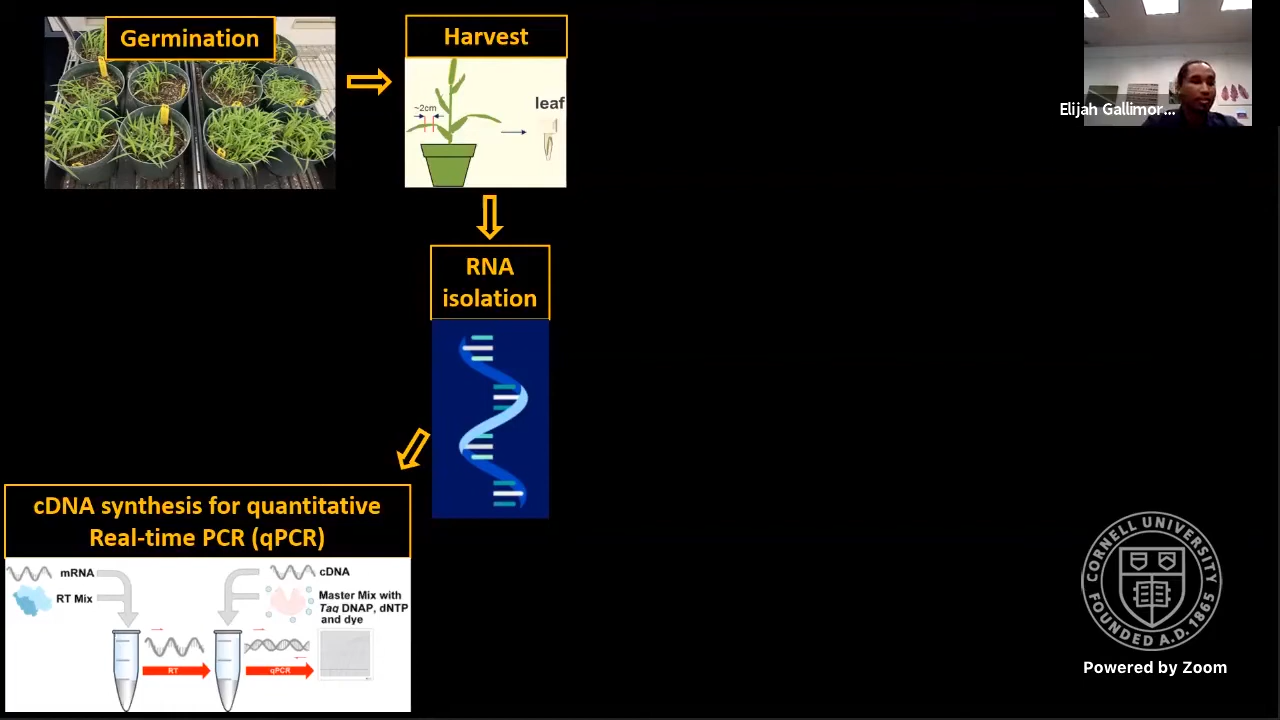 Germination
Harvest
~2cm
leaf
Elijah Gallimor...
RNA
isolation
cDNA synthesis for quantitative
Real-time PCR (qPCR)
mRNA
RT Mix
cDNA
Master Mix with
Taq DNAP, dNTP
and dye
RT
qPCR
CORNELL UNIVERSITY
FOUNDED A.D. 1865
Powered by Zoom